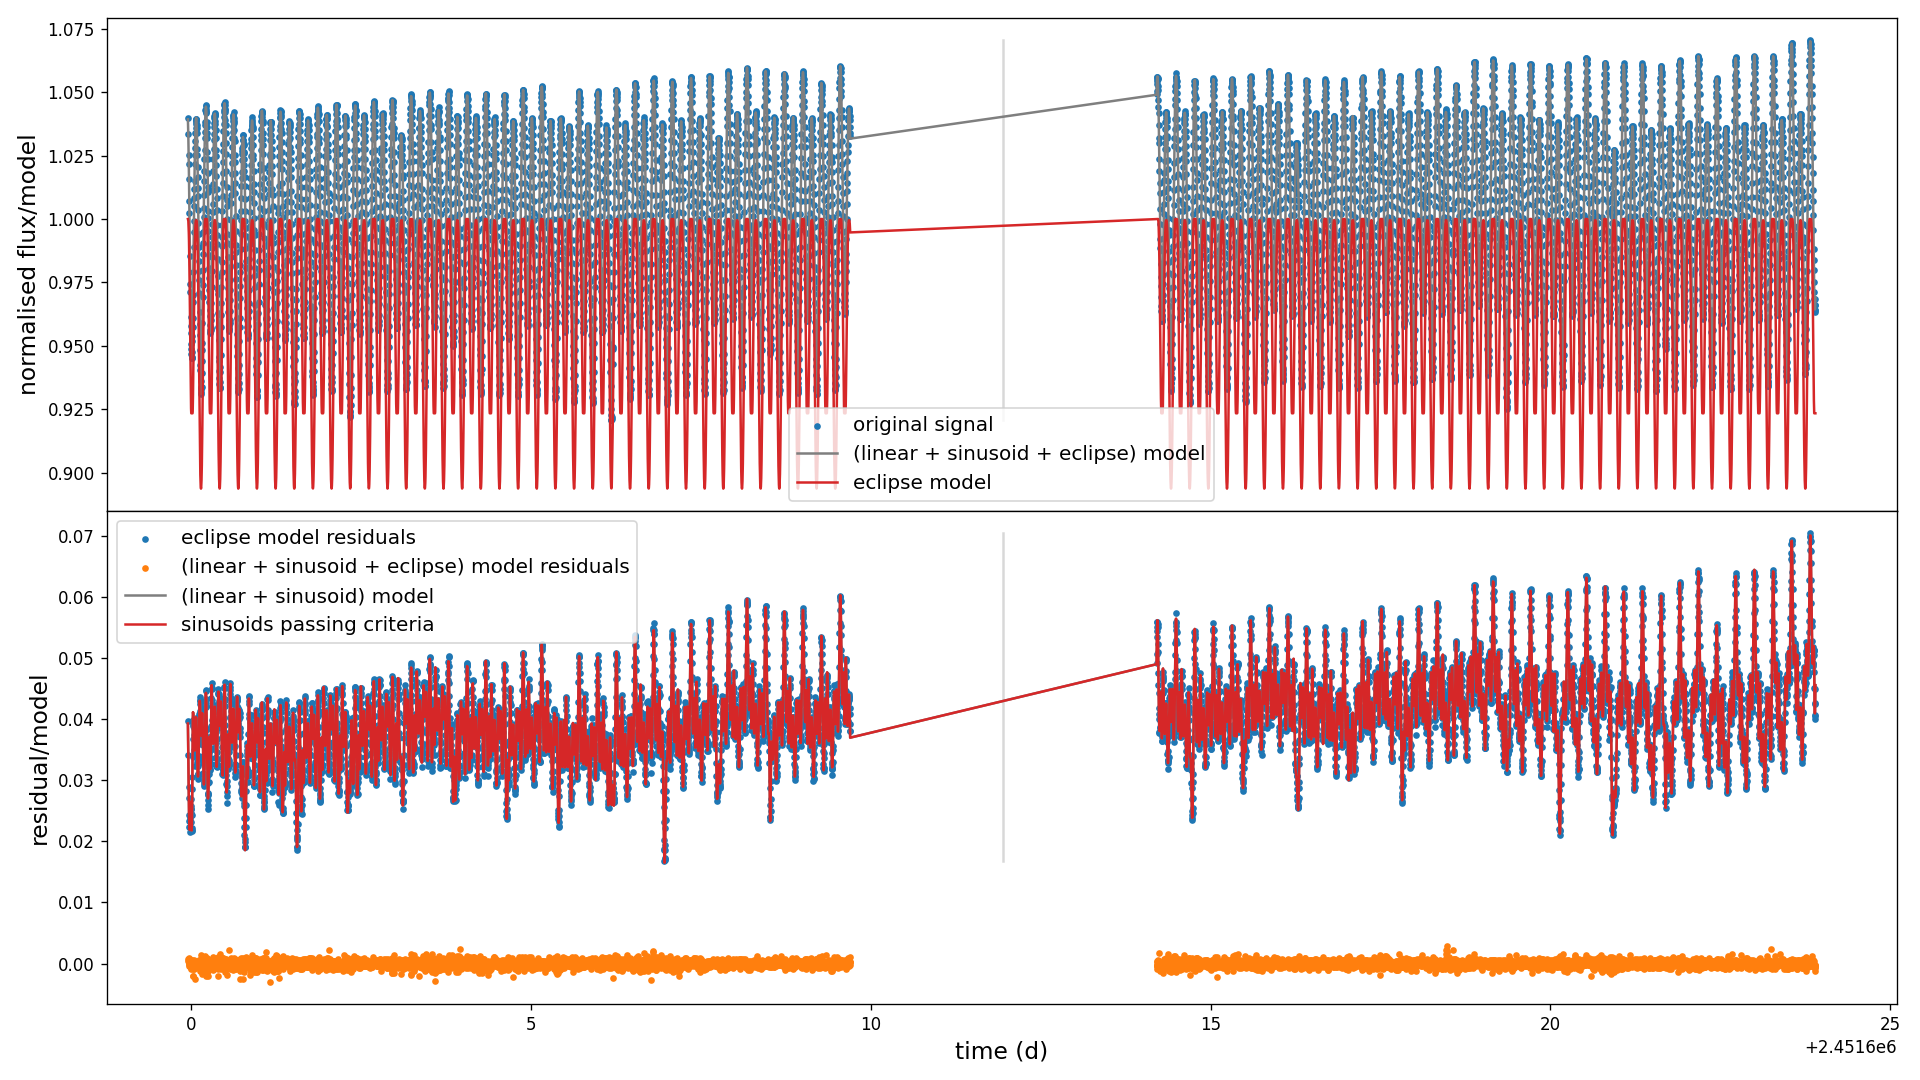 1.075
1.050
1.025
1.000
0.975
0.950
0.925
0.900
normalised flux/model
original signal
(linear + sinusoid + eclipse) model
eclipse model
0.07
0.06
0.05
0.04
0.03
0.02
0.01
0.00
residual/model
eclipse model residuals
(linear + sinusoid + eclipse) model residuals
(linear + sinusoid) model
sinusoids passing criteria
0 5 10 15 20 25
time (d)
+2.4516e6